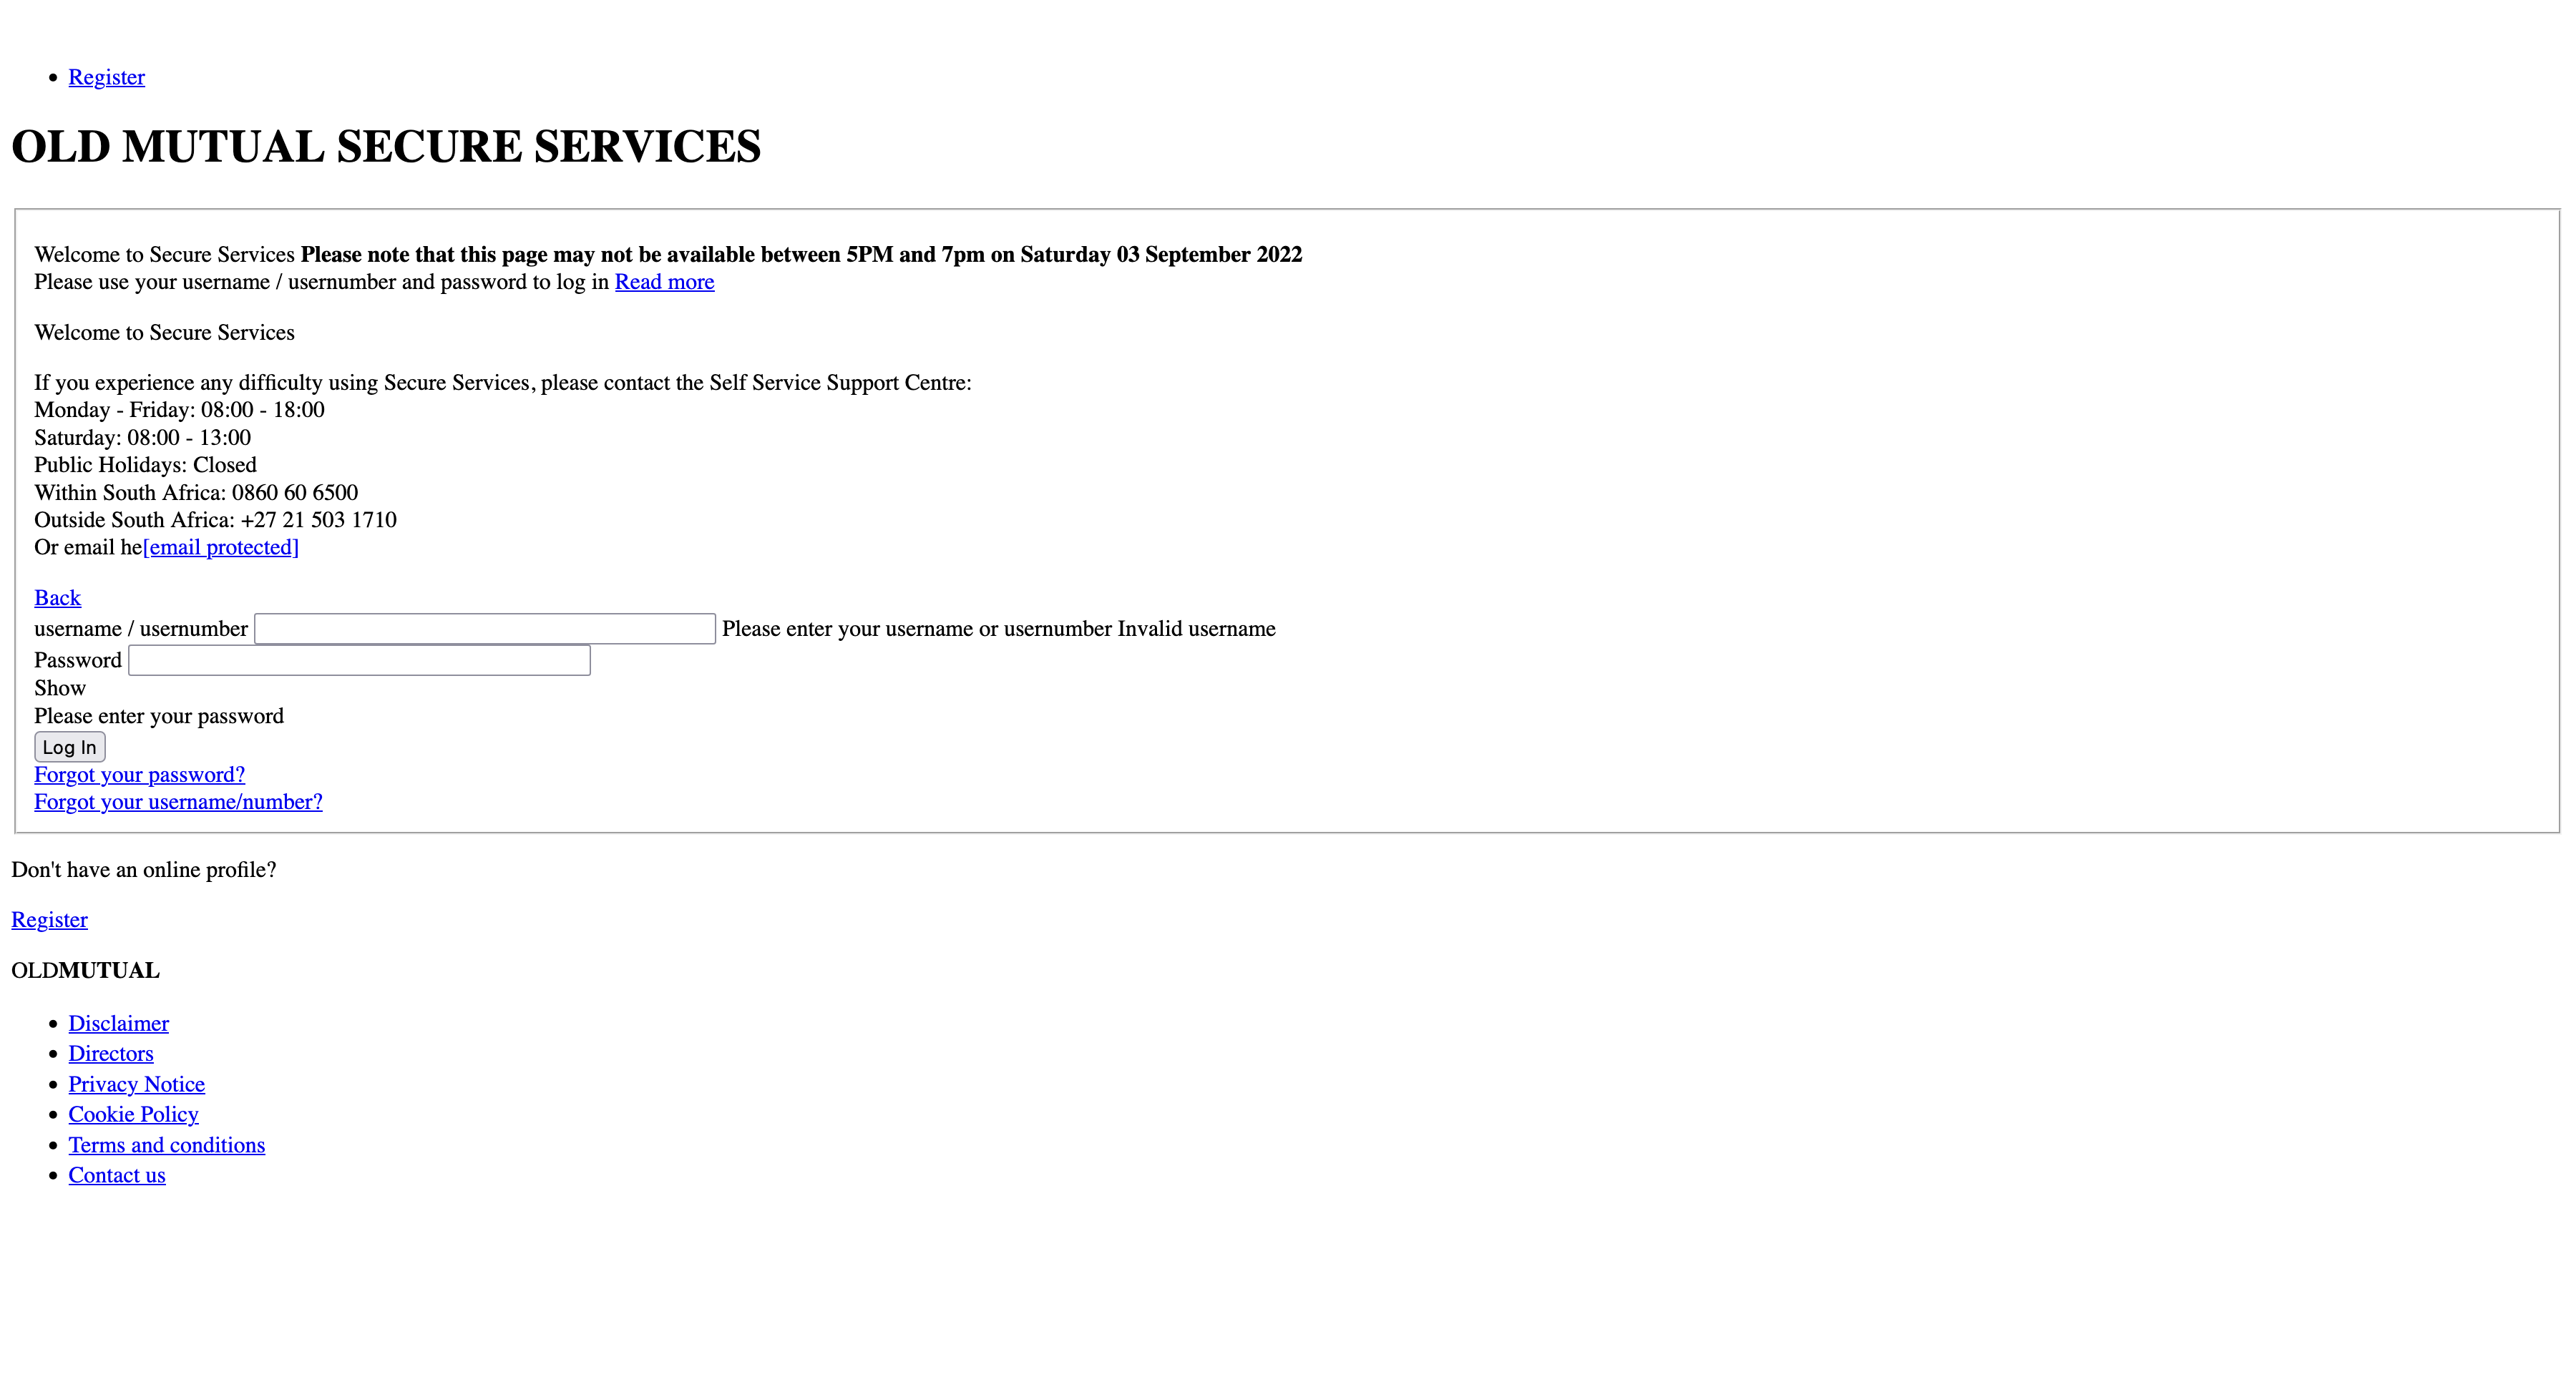 Register
OLD MUTUAL SECURE SERVICES
Welcome to Secure Services Please note that this page may not be available between 5PM and 7pm on Saturday 03 September 2022
Please use your username / usernumber and password to log in Read more
Welcome to Secure Services
If you experience any difficulty using Secure Services, please contact the Self Service Support Centre:
Monday - Friday: 08:00 - 18:00
Saturday: 08:00 - 13:00
Public Holidays: Closed
Within South Africa: 0860 60 6500
Outside South Africa: +27 21 503 1710
Or email he[email protected]
Back
username / usernumber Please enter your username or usernumber Invalid username
Password
Show
Please enter your password
Log In
Forgot your password?
Forgot your username/number?
Don't have an online profile?
Register
OLDMUTUAL
Disclaimer
Directors
Privacy Notice
Cookie Policy
Terms and conditions
Contact us